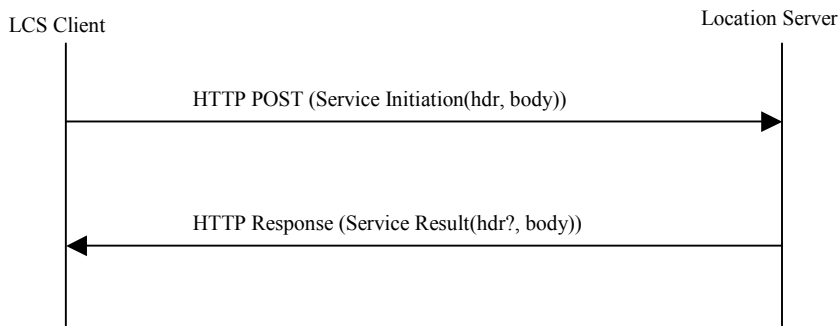 LCS Client
Location Server
HTTP POST (Service Initiation(hdr, body))
HTTP Response (Service Result(hdr?, body))